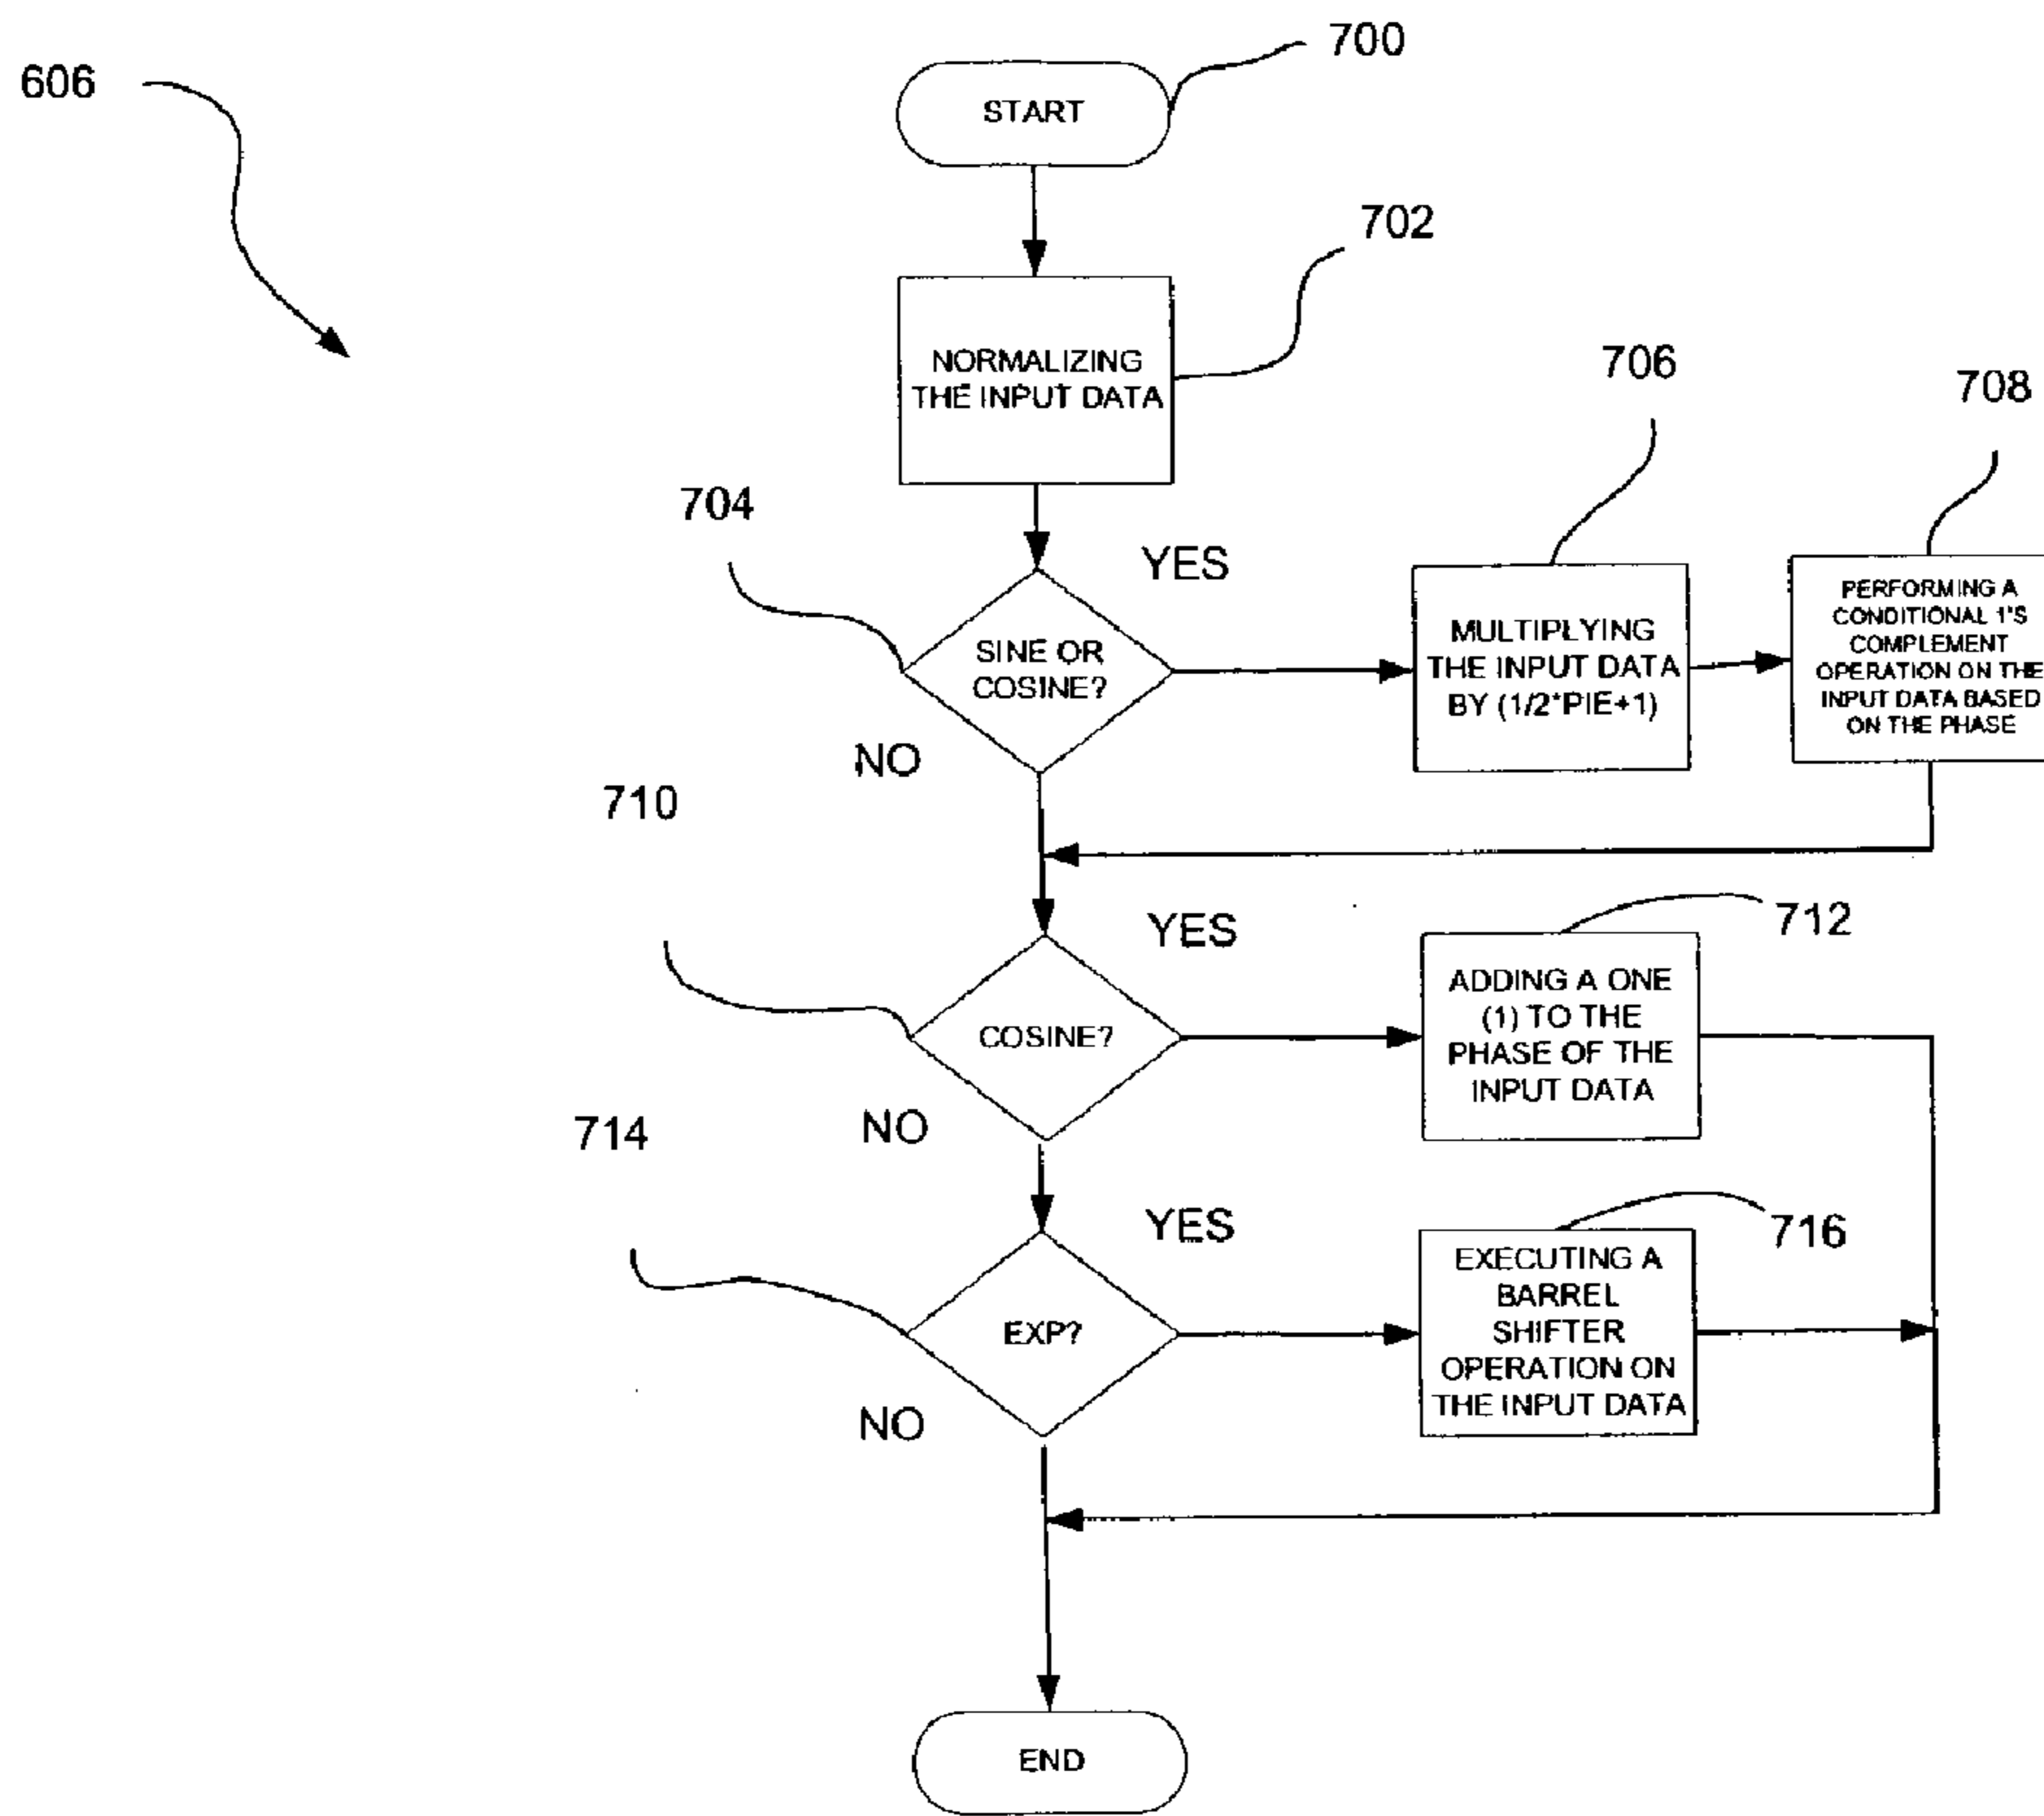 700
606
START
702
NORMALIZING
THE INPUT DATA
706
708
704
YES
SINE OR
COSINE?
MULTIPLYING
THE INPUT DATA
BY (1/2*PIE+1)
PERFORMING A
CONDITIONAL 1'S
COMPLEMENT
OPERATION ON THE
INPUT DATA BASED
ON THE PHASE
NO
710
YES
712
COSINE?
ADDING A ONE
(1) TO THE
PHASE OF THE
INPUT DATA
NO
714
YES
716
EXP?
EXECUTING A
BARREL
SHIFTER
OPERATION ON
THE INPUT DATA
NO
END